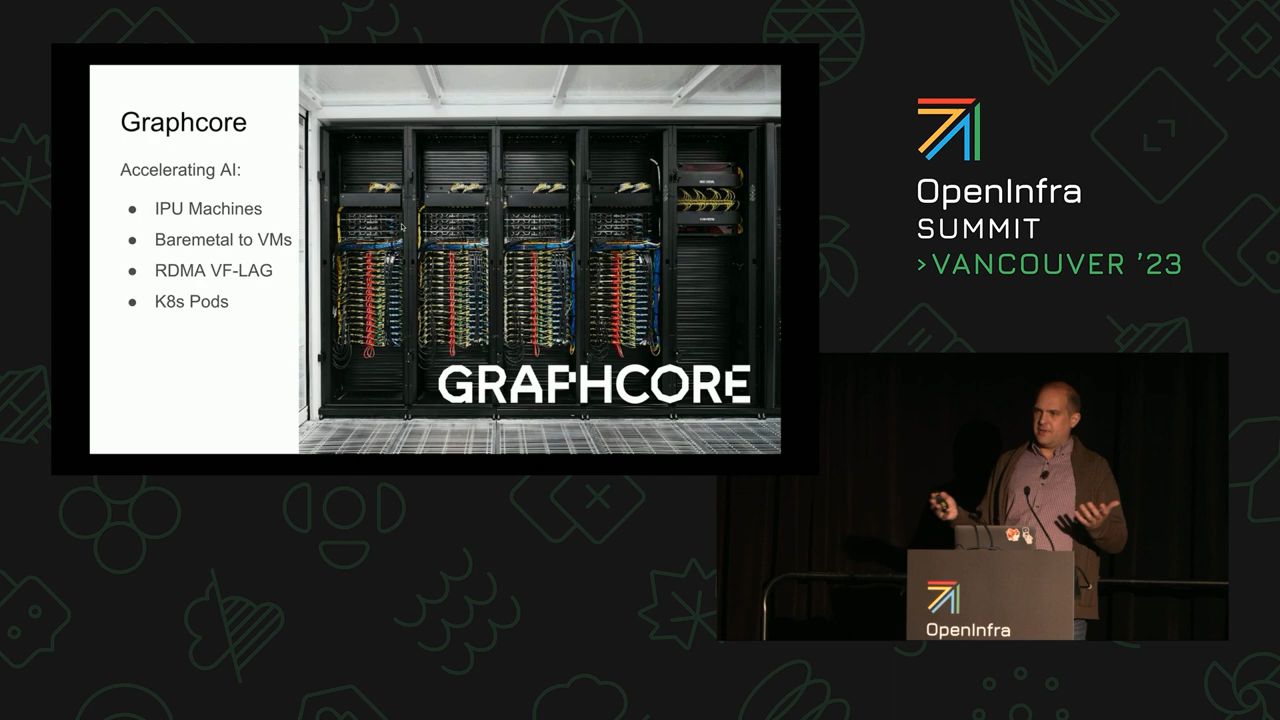 Graphcore
Accelerating AI:
● IPU Machines
● Baremetal to VMs
● RDMA VF-LAG
● K8s Pods
GRAPHCORE
OpenInfra
SUMMIT
>VANCOUVER '23
OpenInfra